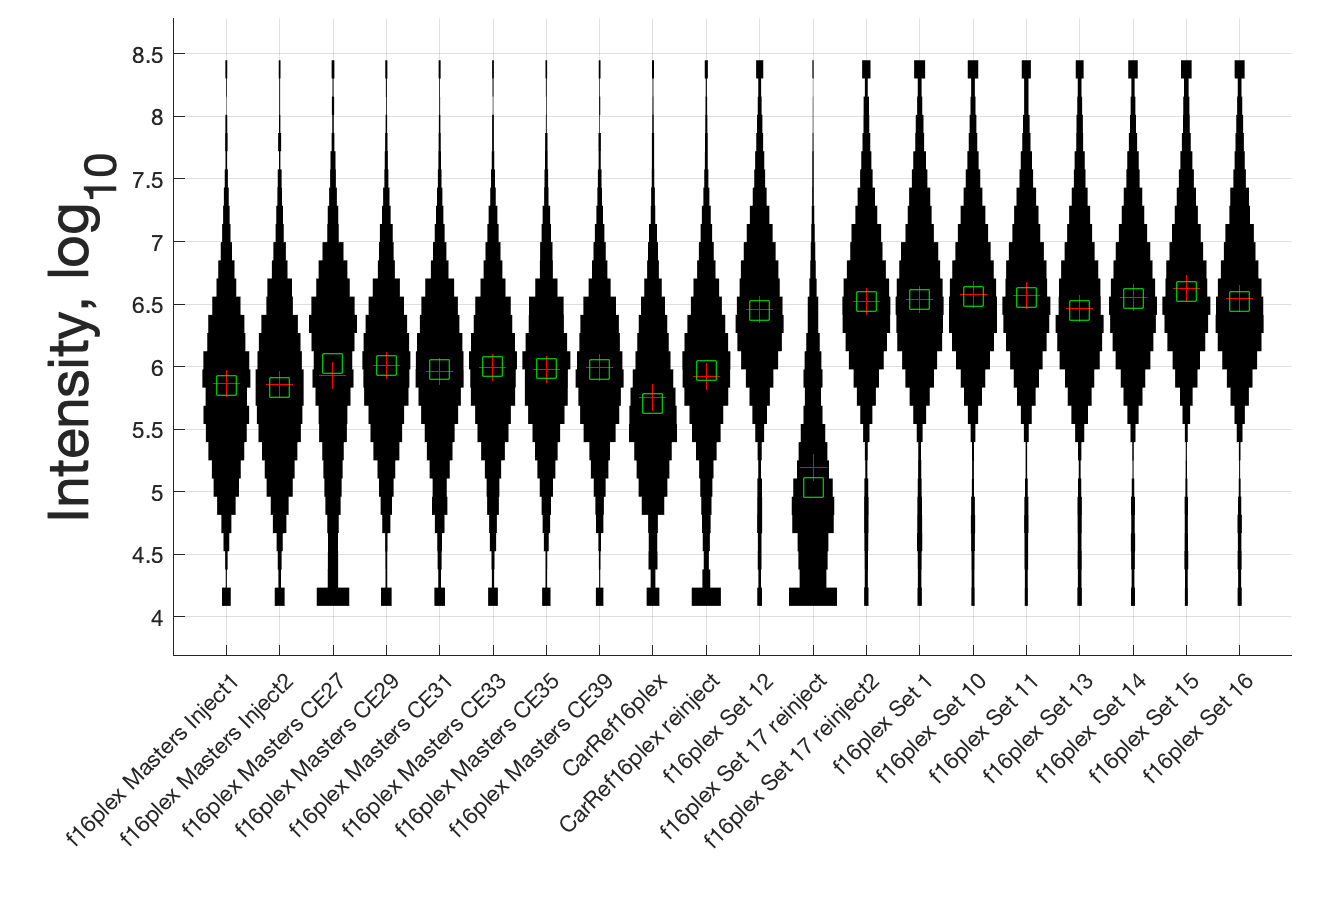 Intensity, log10
8.5
8
7.5
7
6.5
6
5.5
5
4.5
4
f16plex Masters Inject1
f16plex Masters Inject2
f16plex Masters CE27
f16plex Masters CE29
f16plex Masters CE31
f16plex Masters CE33
f16plex Masters CE35
f16plex Masters CE39
CarRef16plex
CarRef16plex reinject
f16plex Set 12
f16plex Set 17 reinject
f16plex Set 17 reinject2
f16plex Set 1
f16plex Set 10
f16plex Set 11
f16plex Set 13
f16plex Set 14
f16plex Set 15
f16plex Set 16